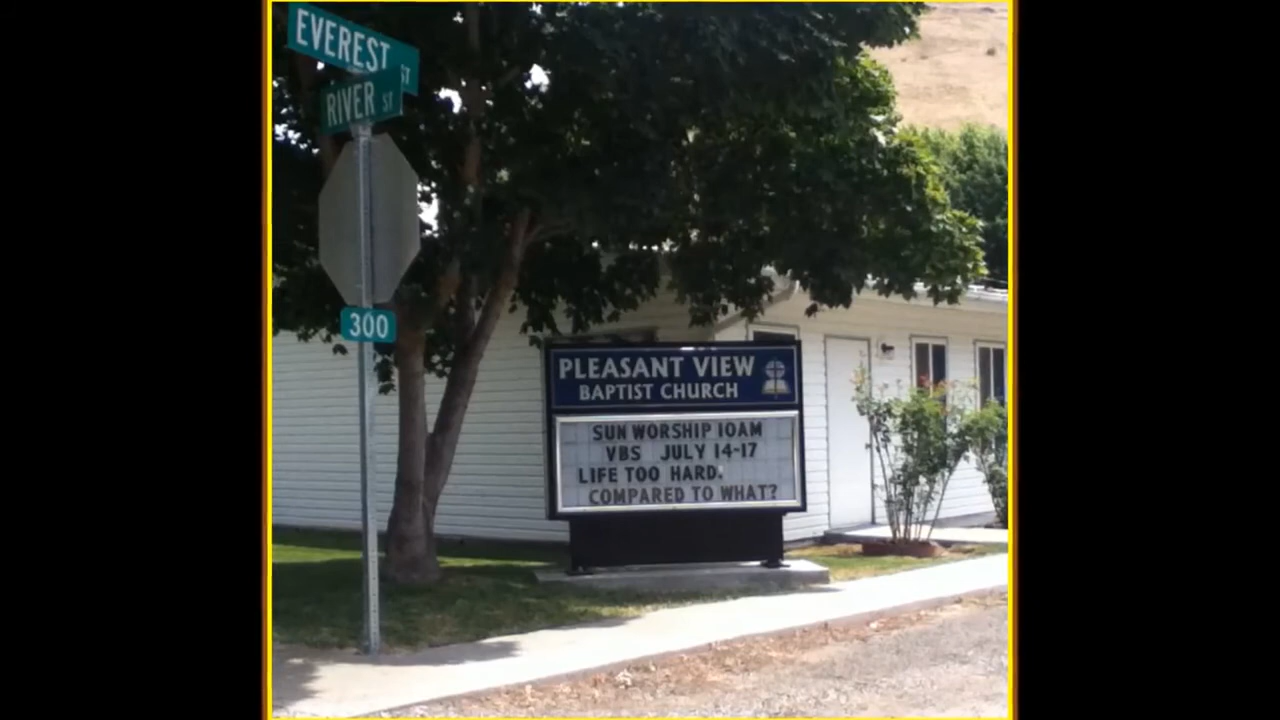 EVEREST ST
RIVER ST
300
PLEASANT VIEW
BAPTIST CHURCH
SUN WORSHIP 10AM
VBS JULY 14-17
LIFE TOO HARD.
COMPARED TO WHAT?